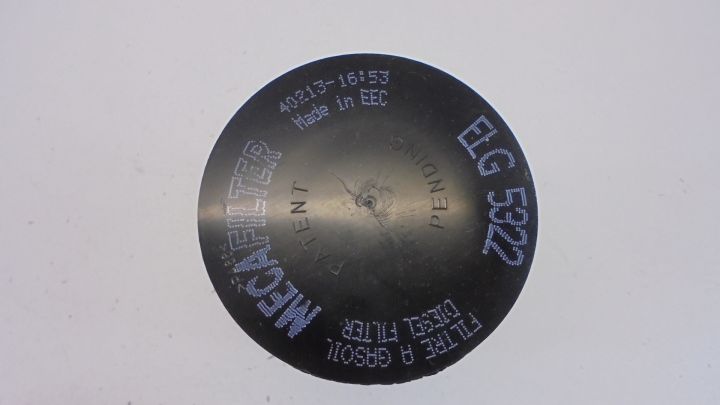 40213-16:53
Made in EEC
MECAFILTER
ELG 5322
PATENT PENDING
FILTRE A GASOIL
DIESEL FILTER